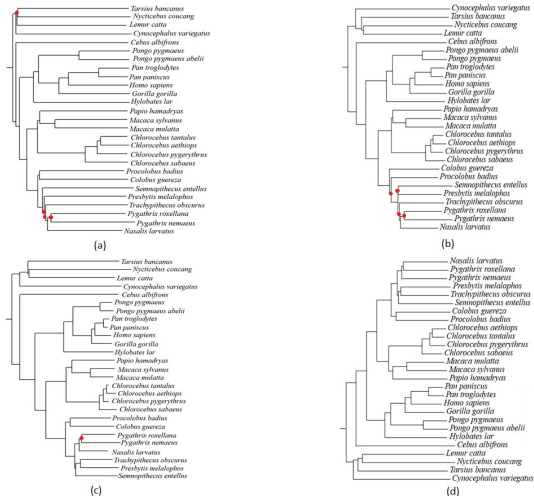 Tarsius bancanus
Nycticebus coucang
Lemur catta
Cynocephalus variegatus
Cebus albifrons
Pongo pygmaeus
Pongo pygmaeus abelii
Pan troglodytes
Pan paniscus
Homo sapiens
Gorilla gorilla
Hylobates lar
Papio hamadryas
Macaca sylvanus
Macaca mulatta
Chlorocebus tantalus
Chlorocebus aethiops
Chlorocebus pygerythrus
Chlorocebus sabaeus
Procolobus badius
Colobus guereza
Semnopithecus entellus
Presbytis melalophos
Trachypithecus obscurus
Pygathrix roxellana
Pygathrix nemaeus
Nasalis larvatus
(a)
Cynocephalus variegatus
Tarsius bancanus
Nycticebus coucang
Lemur catta
Cebus albifrons
Pongo pygmaeus abelii
Pongo pygmaeus
Pan troglodytes
Pan paniscus
Homo sapiens
Gorilla gorilla
Hylobates lar
Papio hamadryas
Macaca sylvanus
Macaca mulatta
Chlorocebus tantalus
Chlorocebus aethiops
Chlorocebus pygerythrus
Chlorocebus sabaeus
Colobus guereza
Procolobus badius
Semnopithecus entellus
Presbytis melalophos
Trachypithecus obscurus
Pygathrix roxellana
Pygathrix nemaeus
Nasalis larvatus
(b)
Tarsius bancanus
Nycticebus coucang
Lemur catta
Cynocephalus variegatus
Cebus albifrons
Pongo pygmaeus
Pongo pygmaeus abelii
Pan troglodytes
Pan paniscus
Homo sapiens
Gorilla gorilla
Hylobates lar
Papio hamadryas
Macaca sylvanus
Macaca mulatta
Chlorocebus tantalus
Chlorocebus aethiops
Chlorocebus pygerythrus
Chlorocebus sabaeus
Procolobus badius
Colobus guereza
Pygathrix roxellana
Pygathrix nemaeus
Nasalis larvatus
Trachypithecus obscurus
Presbytis melalophos
Semnopithecus entellus
(c)
Nasalis larvatus
Pygathrix roxellana
Pygathrix nemaeus
Presbytis melalophos
Trachypithecus obscurus
Semnopithecus entellus
Colobus guereza
Procolobus badius
Chlorocebus aethiops
Chlorocebus tantalus
Chlorocebus pygerythrus
Chlorocebus sabaeus
Macaca mulatta
Macaca sylvanus
Papio hamadryas
Pan paniscus
Pan troglodytes
Homo sapiens
Gorilla gorilla
Pongo pygmaeus
Pongo pygmaeus abelii
Hylobates lar
Cebus albifrons
Lemur catta
Nycticebus coucang
Tarsius bancanus
Cynocephalus variegatus
(d)